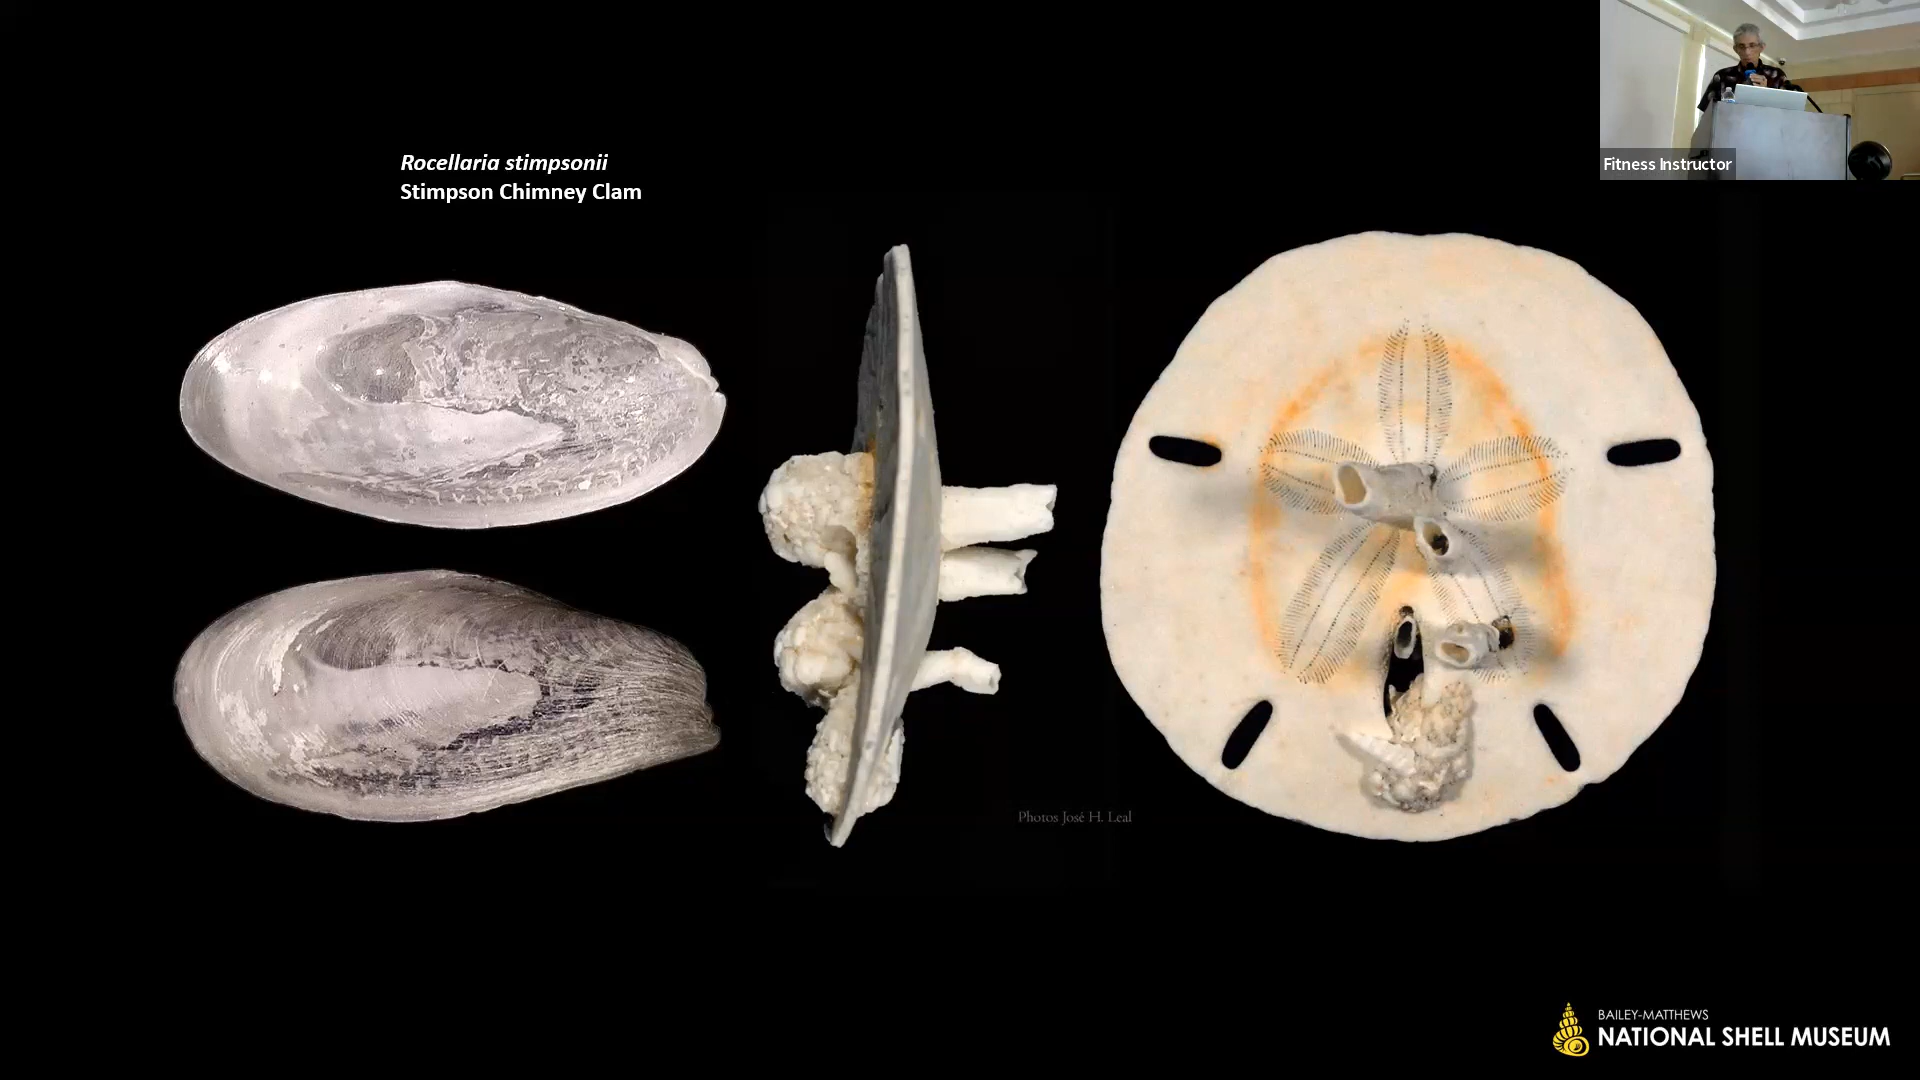 Fitness Instructor
Rocellaria stimpsonii
Stimpson Chimney Clam
Photos José H. Leal
BAILEY-MATTHEWS
NATIONAL SHELL MUSEUM